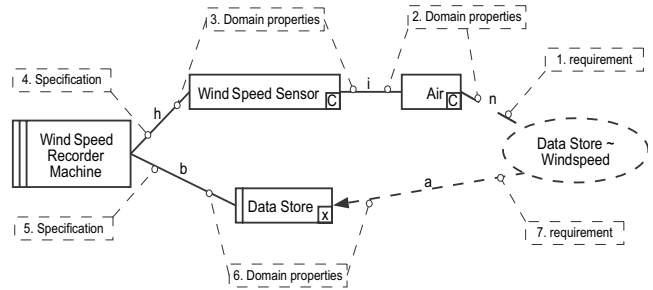 3. Domain properties
2. Domain properties
1. requirement
4. Specification
h
Wind Speed Sensor
C
i
Air
C
n
Wind Speed
Recorder
Machine
b
Data Store ~
Windspeed
a
Data Store
x
5. Specification
6. Domain properties
7. requirement